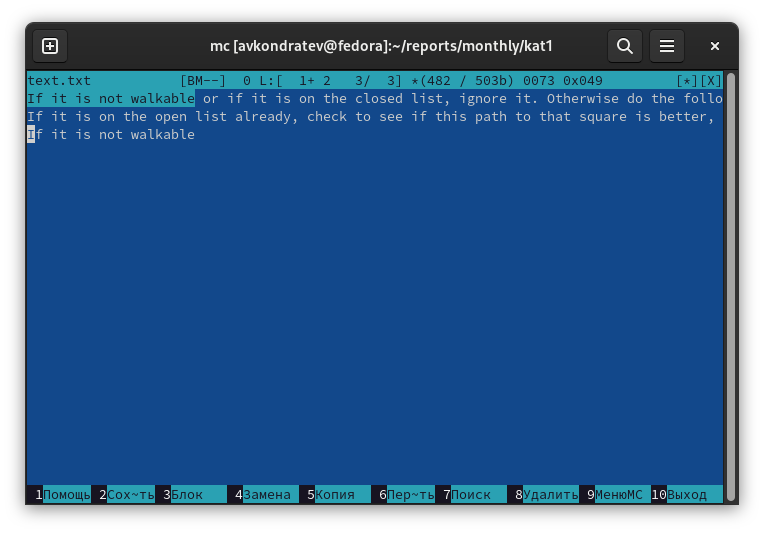 mc [avkondratev@fedora]:~/reports/monthly/kat1
text.txt [BM--] 0 L:[ 1+ 2 3/ 3] *(482 / 503b) 0073 0x049 [*][X]
If it is not walkable or if it is on the closed list, ignore it. Otherwise do the follo
If it is on the open list already, check to see if this path to that square is better,
If it is not walkable
1Помощь 2Сох~ть 3Блок 4Замена 5Копия 6Пер~ть 7Поиск 8Удалить 9МенюMC 10Выход